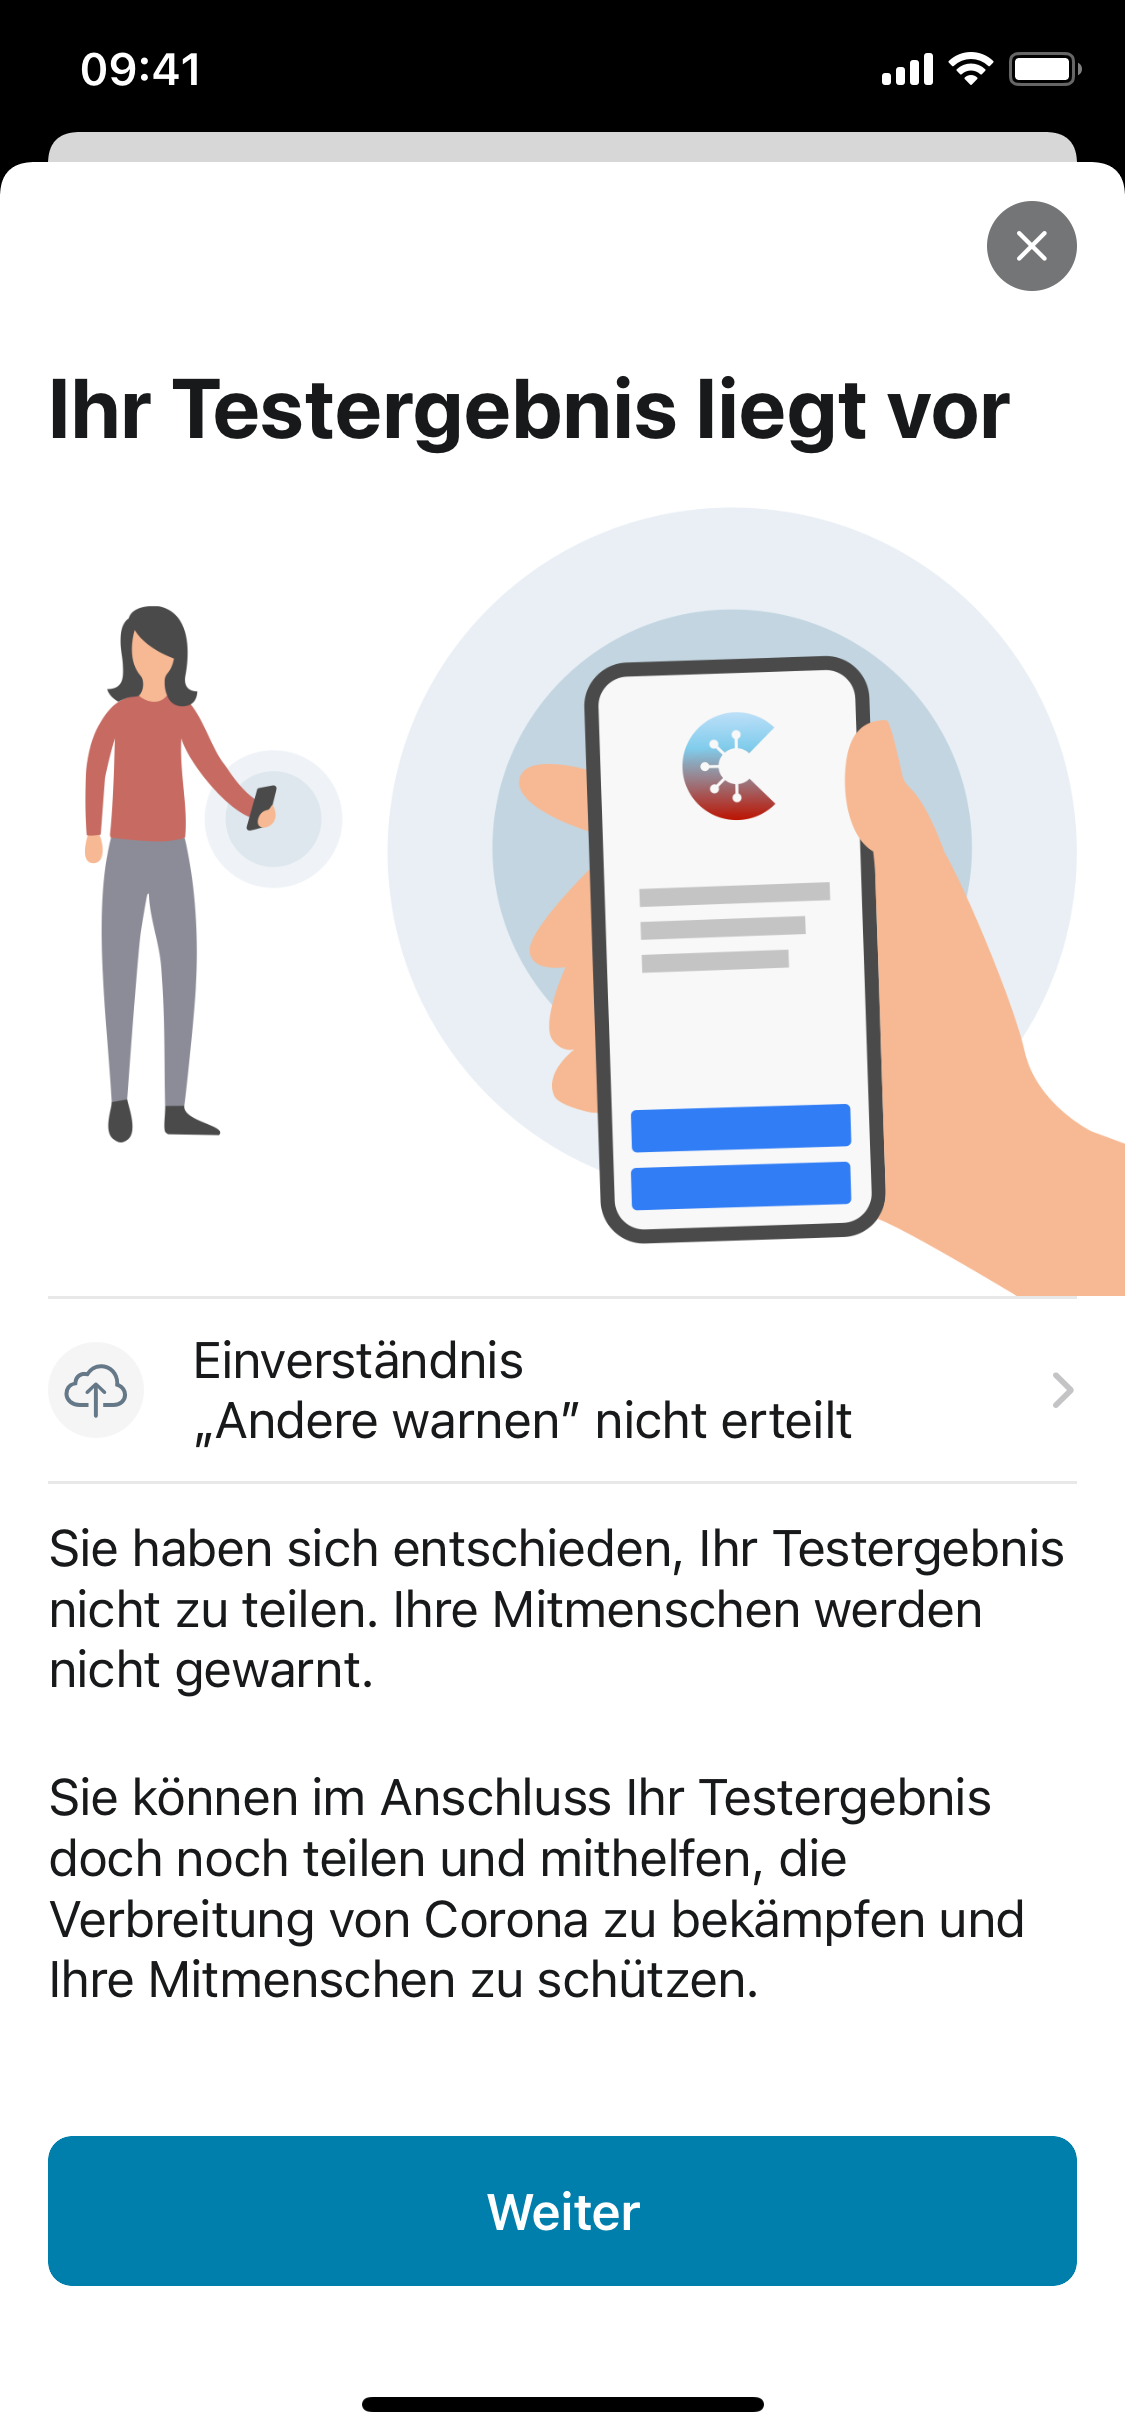 09:41
Ihr Testergebnis liegt vor
Einverständnis
„Andere warnen” nicht erteilt
Sie haben sich entschieden, Ihr Testergebnis
nicht zu teilen. Ihre Mitmenschen werden
nicht gewarnt.
Sie können im Anschluss Ihr Testergebnis
doch noch teilen und mithelfen, die
Verbreitung von Corona zu bekämpfen und
Ihre Mitmenschen zu schützen.
Weiter